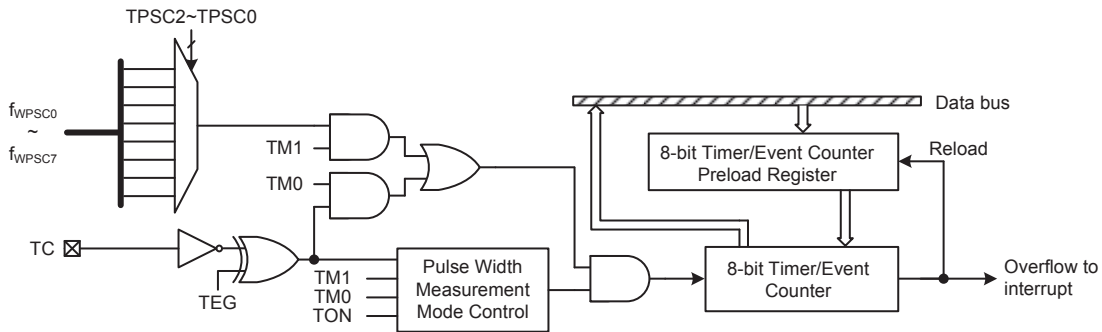 TPSC2~TPSC0
fWPSC0
~
fWPSC7
TM1
TM0
TC
TEG
TM1
TM0
TON
Pulse Width
Measurement
Mode Control
Data bus
8-bit Timer/Event Counter
Preload Register
Reload
8-bit Timer/Event
Counter
Overflow to
interrupt